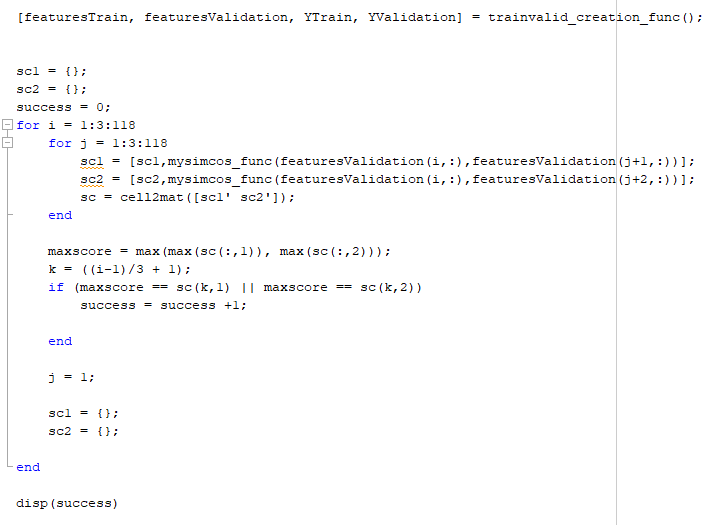 [featuresTrain, featuresValidation, YTrain, YValidation] = trainvalid_creation_func();
sc1 = {};
sc2 = {};
success = 0;
for i = 1:3:118
for j = 1:3:118
sc1 = [sc1,mysimcos_func(featuresValidation(i,:),featuresValidation(j+1,:))];
sc2 = [sc2,mysimcos_func(featuresValidation(i,:),featuresValidation(j+2,:))];
sc = cell2mat([sc1' sc2']);
end
maxscore = max(max(sc(:,1)), max(sc(:,2)));
k = ((i-1)/3 + 1);
if (maxscore == sc(k,1) || maxscore == sc(k,2))
success = success +1;
end
j = 1;
sc1 = {};
sc2 = {};
end
disp(success)